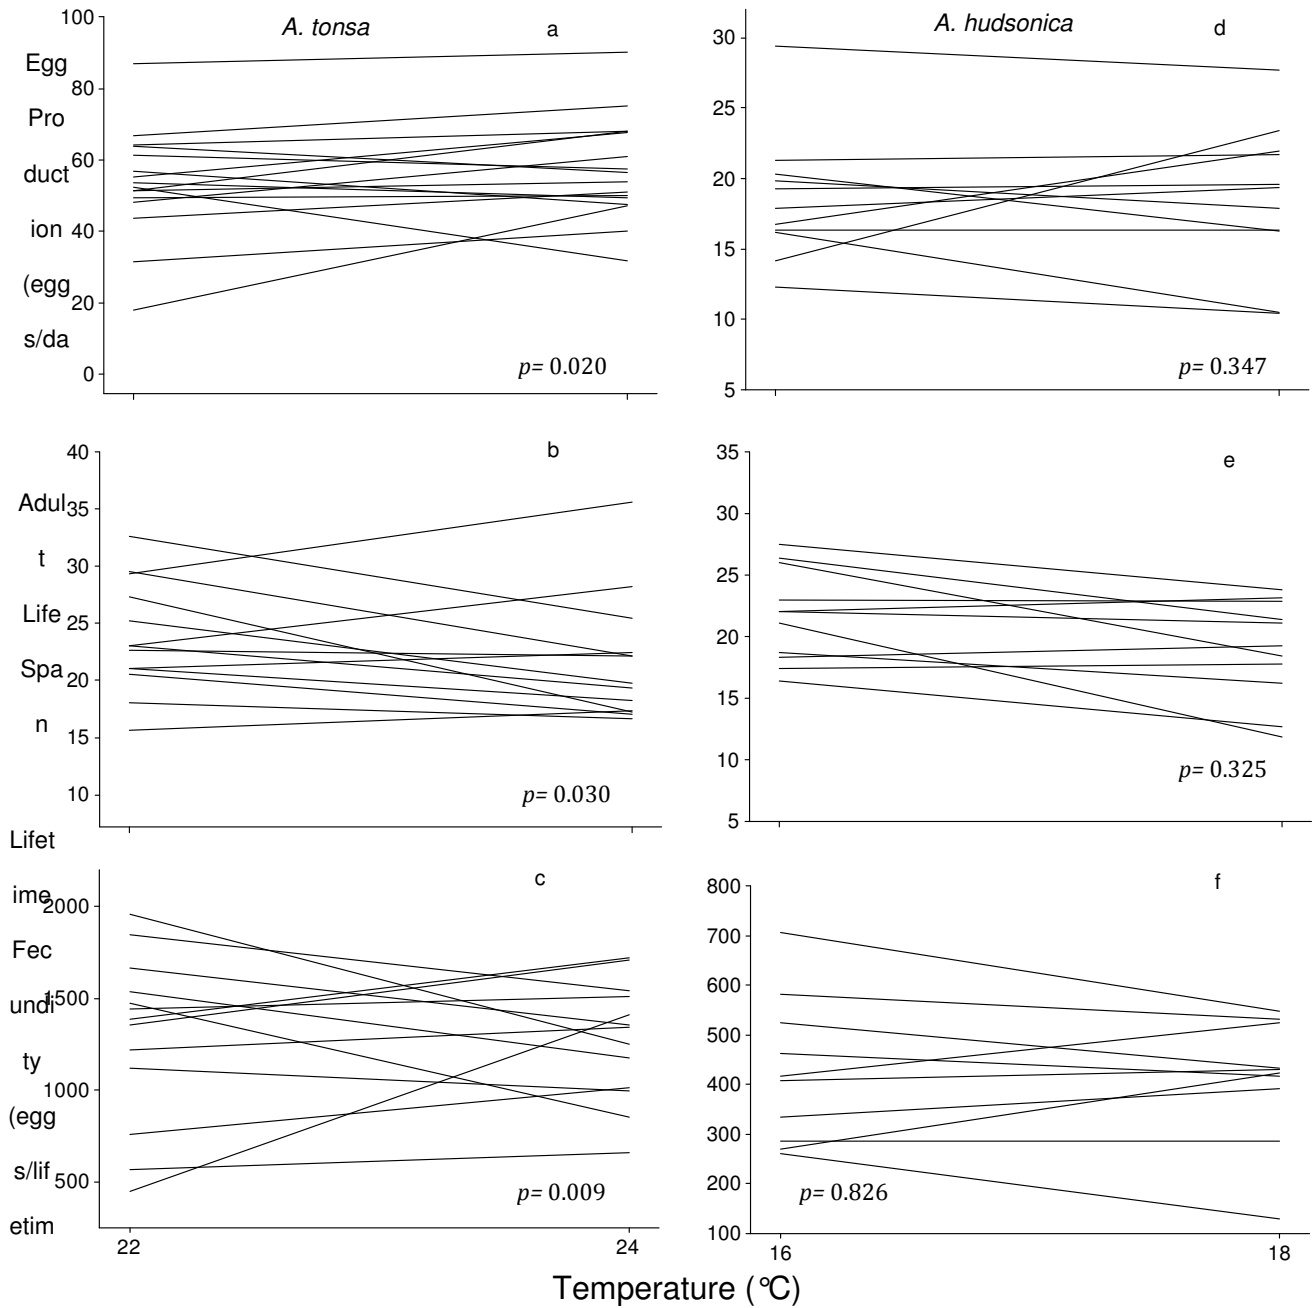 A. tonsa
a
100
80
60
40
20
0
Egg
Pro
duct
ion
(egg
s/da
p= 0.020
A. hudsonica
d
30
25
20
15
10
5
p= 0.347
b
40
35
30
25
20
15
10
Adul
t
Life
Spa
n
p= 0.030
e
35
30
25
20
15
10
5
p= 0.325
c
2000
1500
1000
500
Lifet
ime
Fec
undi
ty
(egg
s/lif
etim
p= 0.009
22
24
f
800
700
600
500
400
300
200
100
p= 0.826
16
18
Temperature (°C)